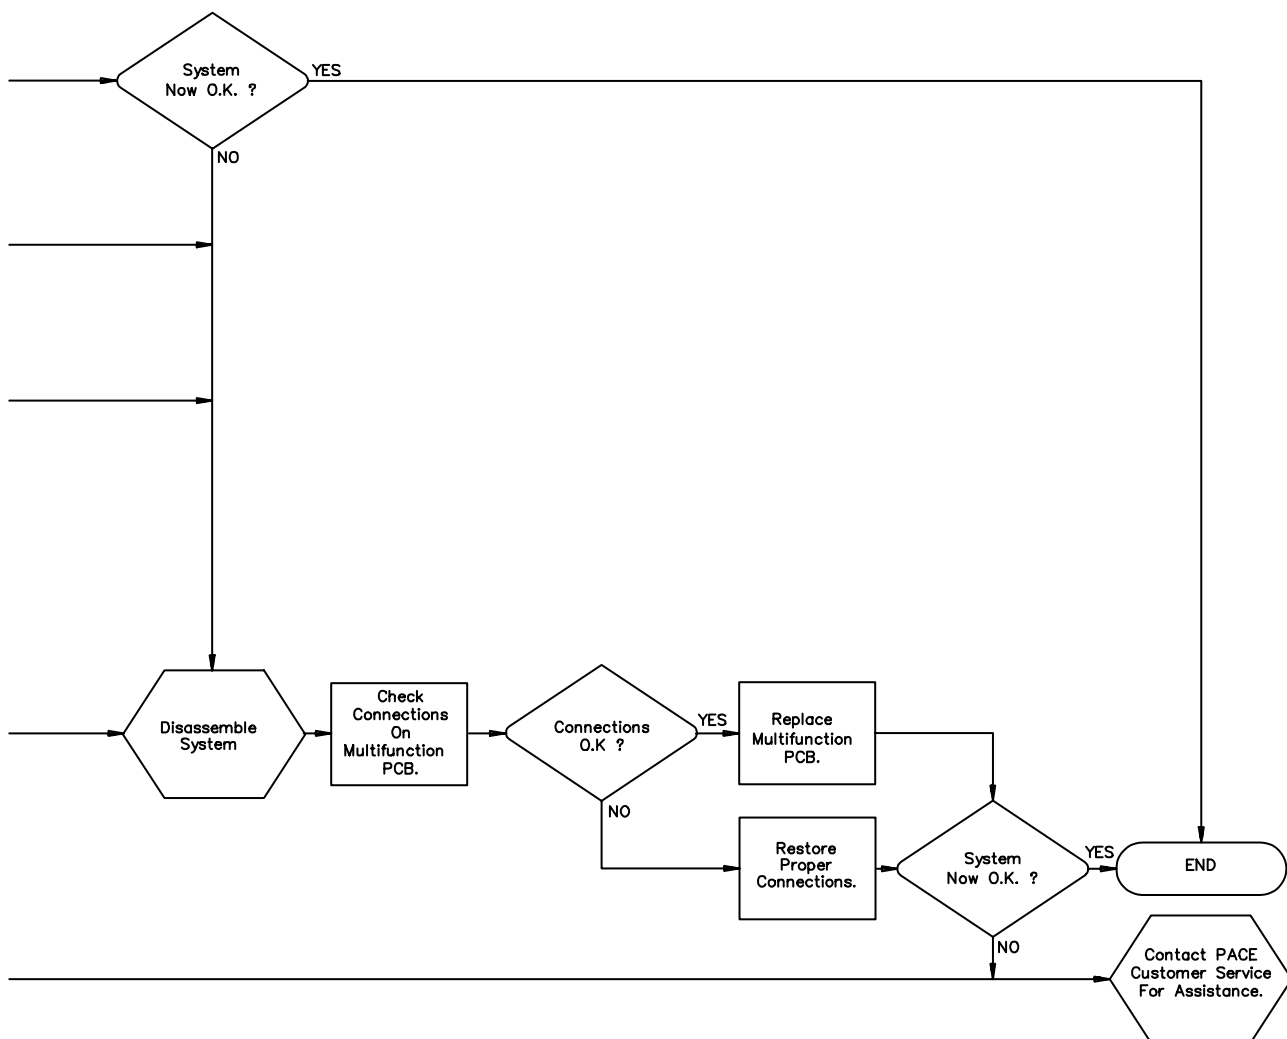 System
Now O.K. ?
YES
NO
Disassemble
System
Check
Connections
On
Multifunction
PCB.
Connections
O.K ?
YES
NO
Replace
Multifunction
PCB.
Restore
Proper
Connections.
System
Now O.K. ?
YES
NO
END
Contact PACE
Customer Service
For Assistance.